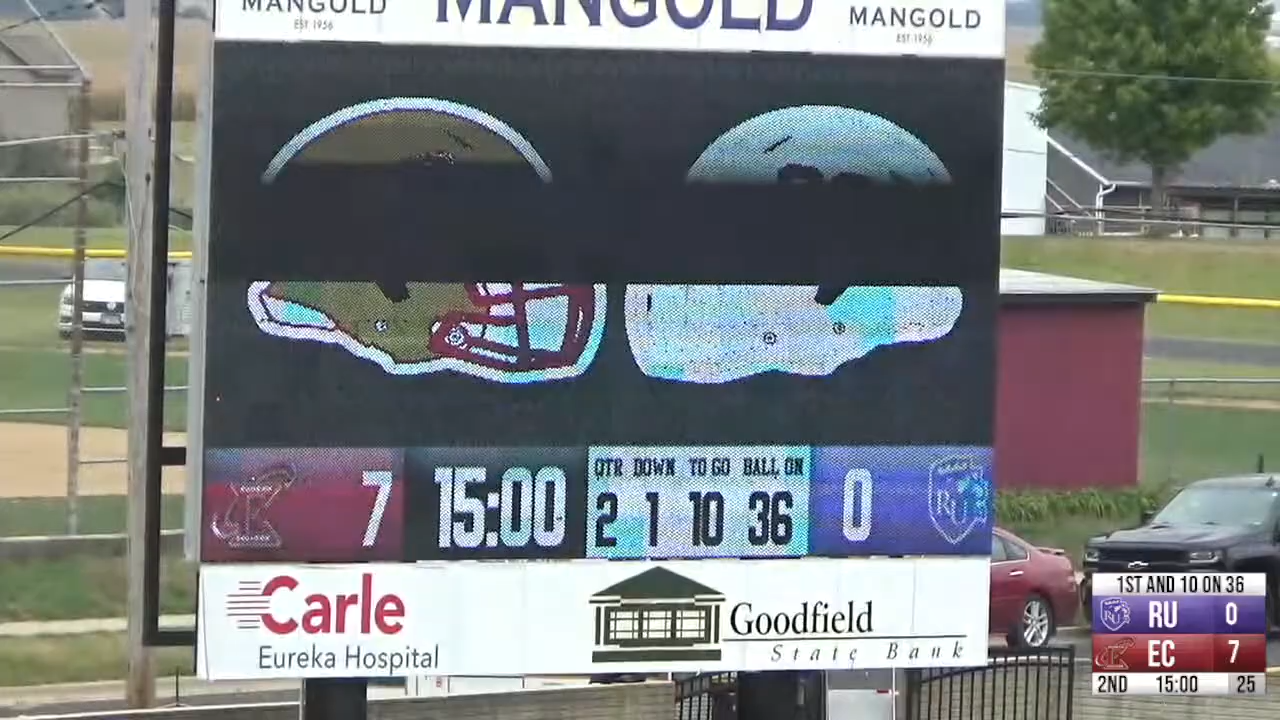 MANGOLD
EST. 1956
MANGOLD
MANGOLD
EST. 1956
7
15:00
QTR DOWN TO GO BALL ON
2 1 10 36
0
RU
Carle
Eureka Hospital
Goodfield
State Bank
1ST AND 10 ON 36
RU 0
EC 7
2ND 15:00 25